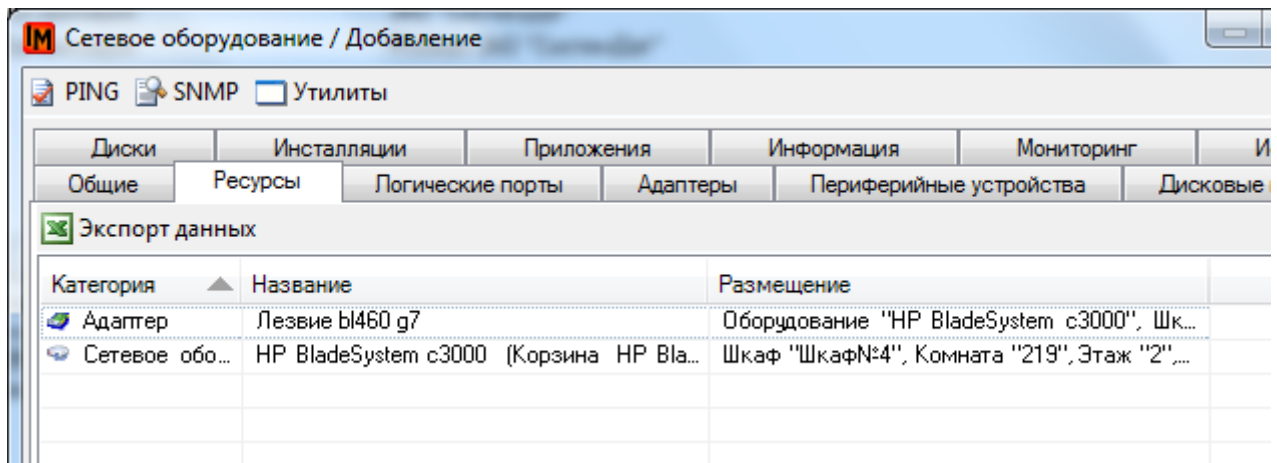 IM Сетевое оборудование / Добавление
PING SNMP Утилиты
Диски Инсталляции Приложения Информация Мониторинг И
Общие Ресурсы Логические порты Адаптеры Периферийные устройства Дисковые
Экспорт данных
Категория Название Размещение
Адаптер Лезвие bl460 g7 Оборудование "HP BladeSystem c3000", Шк...
Сетевое обо... HP BladeSystem c3000 (Корзина HP Bla... Шкаф "Шкаф№4", Комната "219", Этаж "2",...